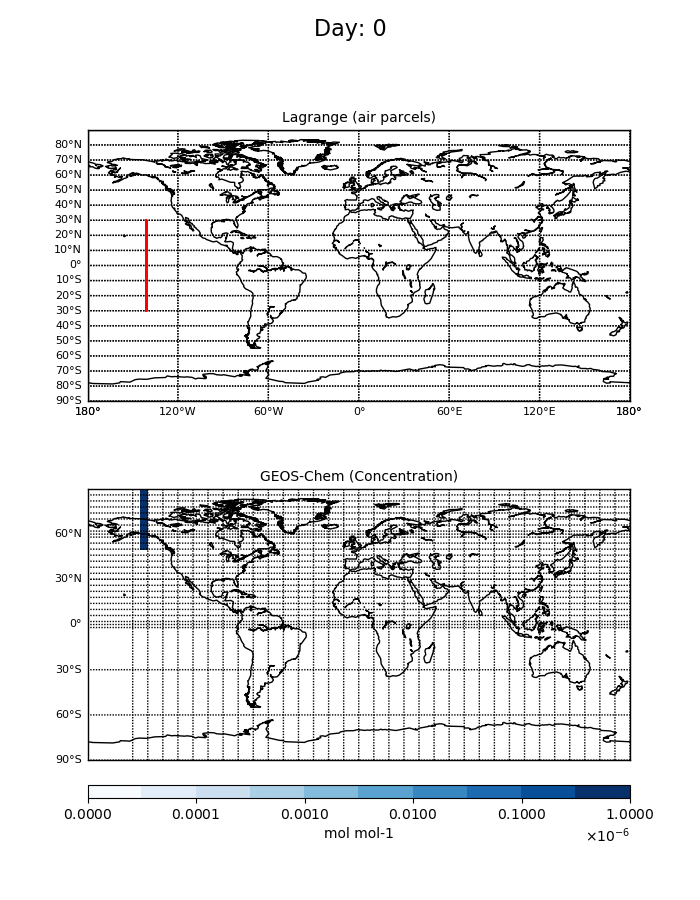 Day: 0
Lagrange (air parcels)
80°N
70°N
60°N
50°N
40°N
30°N
20°N
10°N
0°
10°S
20°S
30°S
40°S
50°S
60°S
70°S
80°S
90°S
180° 120°W 60°W 0° 60°E 120°E 180°
GEOS-Chem (Concentration)
60°N
30°N
0°
30°S
60°S
90°S
0.0000 0.0001 0.0010 0.0100 0.1000 1.0000
mol mol-1 ×10⁻⁶